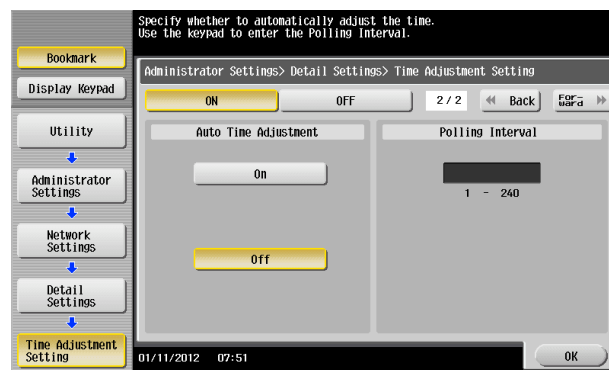 Specify whether to automatically adjust the time.
Use the keypad to enter the Polling Interval.
Bookmark
Display Keypad
Utility
Administrator
Settings
Network
Settings
Detail
Settings
Time Adjustment
Setting
Administrator Settings> Detail Settings> Time Adjustment Setting
ON
OFF
2/2
Back
For-
ward
Auto Time Adjustment
On
Off
Polling Interval
1 - 240
01/11/2012 07:51
OK